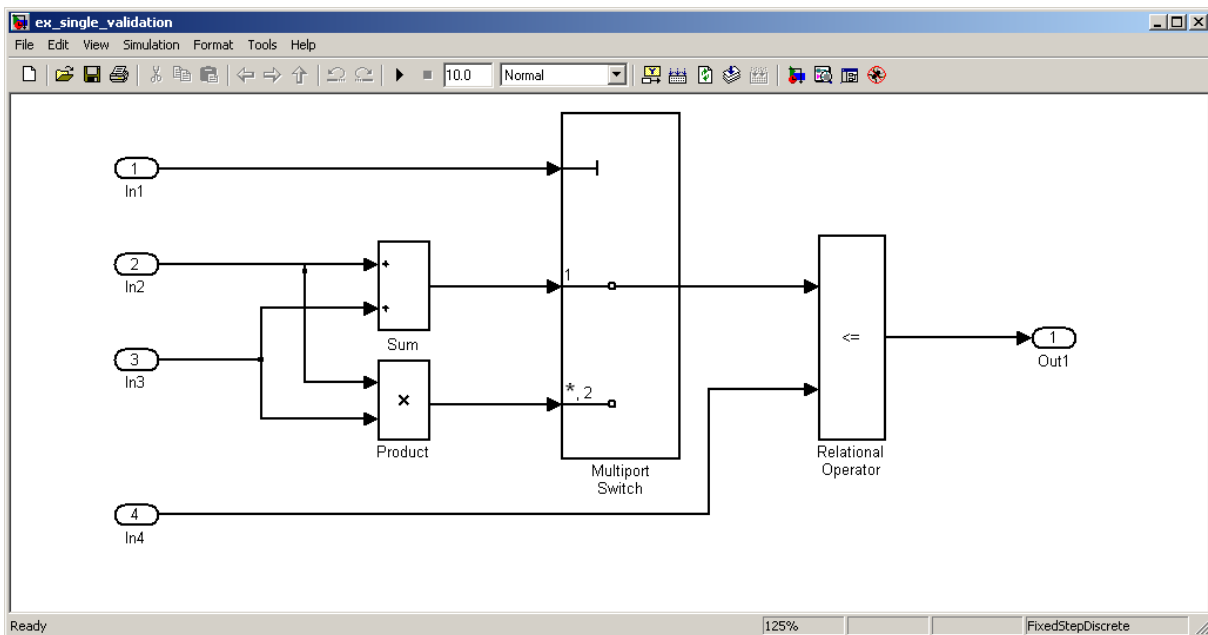 ex_single_validation
File Edit View Simulation Format Tools Help
10.0 Normal
1
In1
2
In2
3
In3
4
In4
+
+
Sum
×
Product
1
*, 2
Multiport
Switch
<=
Relational
Operator
1
Out1
Ready 125% FixedStepDiscrete